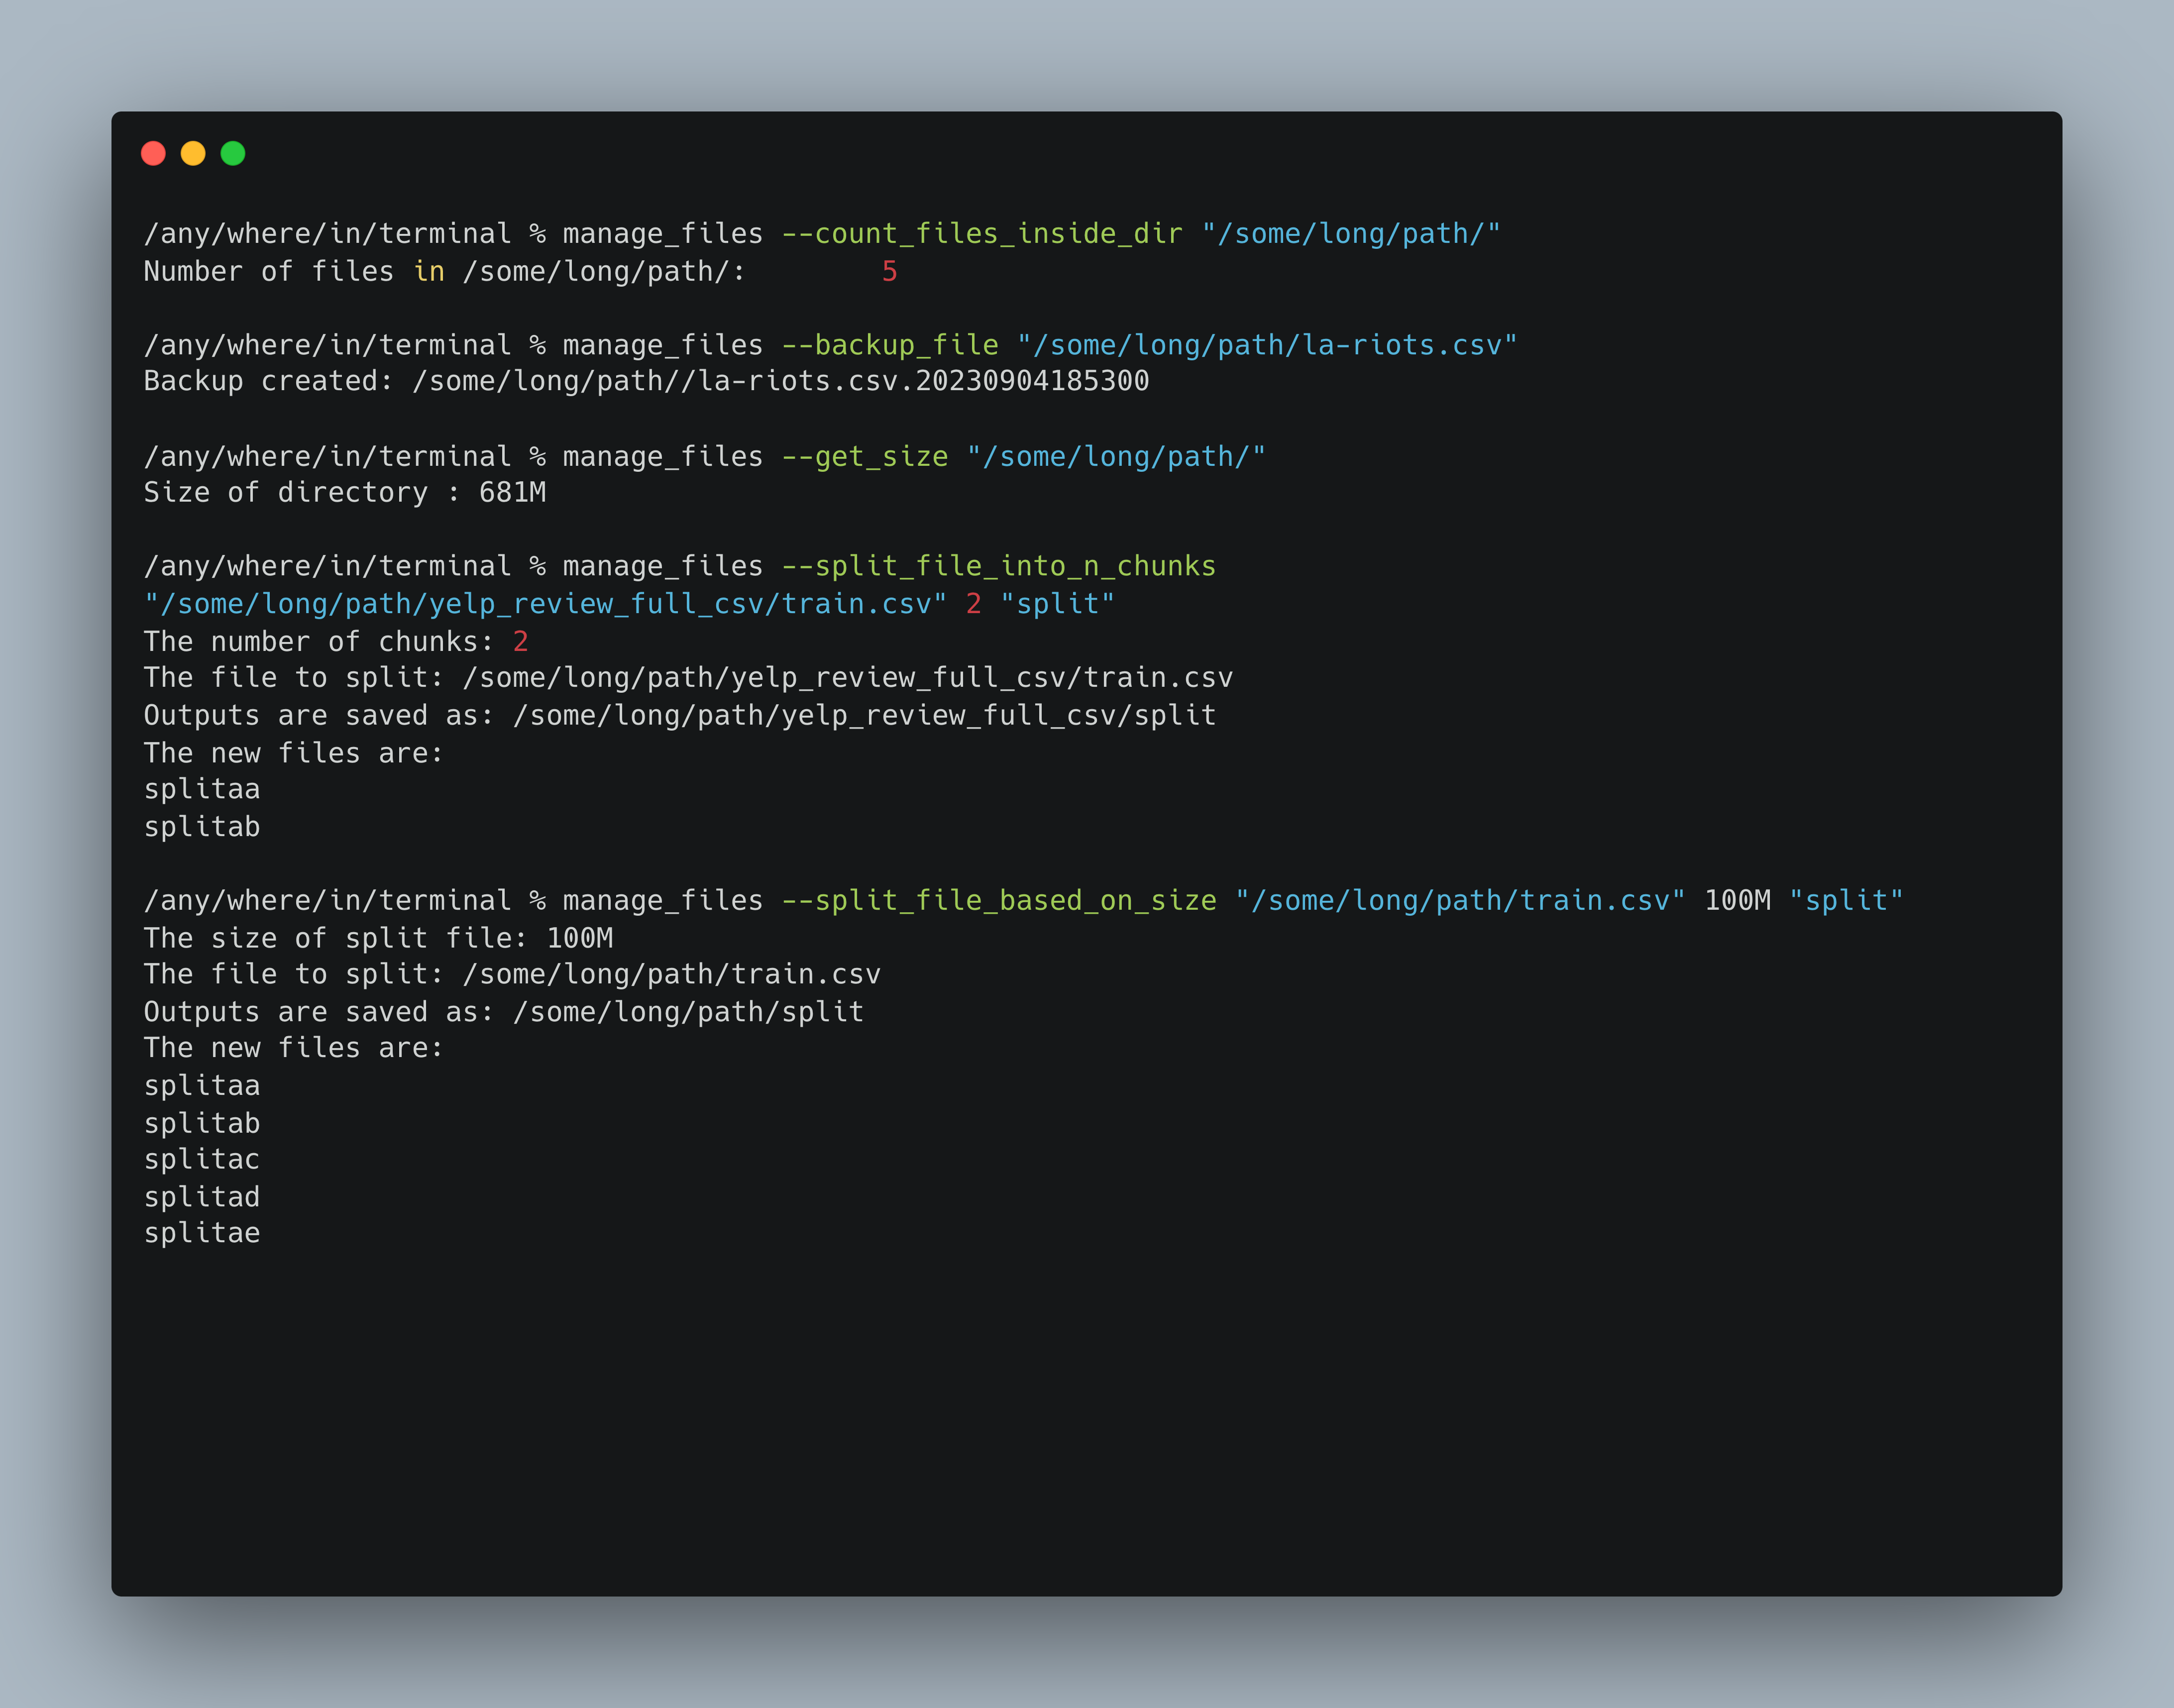 /any/where/in/terminal % manage_files --count_files_inside_dir "/some/long/path/"
Number of files in /some/long/path/:        5
/any/where/in/terminal % manage_files --backup_file "/some/long/path/la-riots.csv"
Backup created: /some/long/path//la-riots.csv.20230904185300
/any/where/in/terminal % manage_files --get_size "/some/long/path/"
Size of directory : 681M
/any/where/in/terminal % manage_files --split_file_into_n_chunks
"/some/long/path/yelp_review_full_csv/train.csv" 2 "split"
The number of chunks: 2
The file to split: /some/long/path/yelp_review_full_csv/train.csv
Outputs are saved as: /some/long/path/yelp_review_full_csv/split
The new files are:
splitaa
splitab
/any/where/in/terminal % manage_files --split_file_based_on_size "/some/long/path/train.csv" 100M "split"
The size of split file: 100M
The file to split: /some/long/path/train.csv
Outputs are saved as: /some/long/path/split
The new files are:
splitaa
splitab
splitac
splitad
splitae